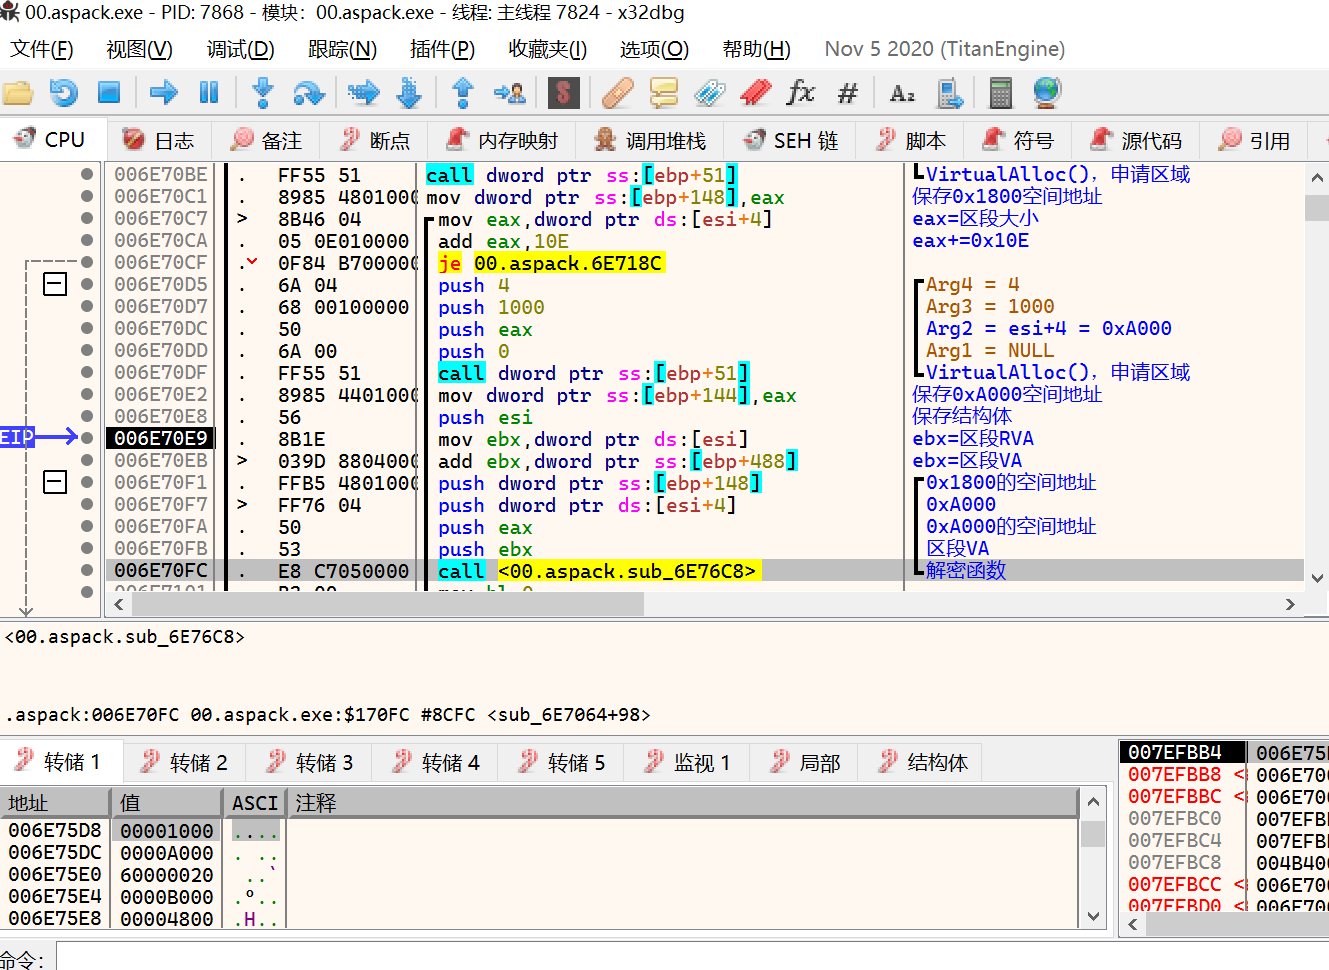 00.aspack.exe - PID: 7868 - 模块: 00.aspack.exe - 线程: 主线程 7824 - x32dbg
文件(F) 视图(V) 调试(D) 跟踪(N) 插件(P) 收藏夹(I) 选项(O) 帮助(H) Nov 5 2020 (TitanEngine)
CPU 日志 备注 断点 内存映射 调用堆栈 SEH 链 脚本 符号 源代码 引用
006E70BE . FF55 51 call dword ptr ss:[ebp+51] VirtualAlloc(), 申请区域
006E70C1 . 8985 4801000 mov dword ptr ss:[ebp+148],eax 保存0x1800空间地址
006E70C7 > 8B46 04 mov eax,dword ptr ds:[esi+4] eax=区段大小
006E70CA . 05 0E010000 add eax,10E eax+=0x10E
006E70CF . 0F84 B700000 je 00.aspack.6E718C
006E70D5 . 6A 04 push 4 Arg4 = 4
006E70D7 . 68 00100000 push 1000 Arg3 = 1000
006E70DC . 50 push eax Arg2 = esi+4 = 0xA000
006E70DD . 6A 00 push 0 Arg1 = NULL
006E70DF . FF55 51 call dword ptr ss:[ebp+51] VirtualAlloc(), 申请区域
006E70E2 . 8985 4401000 mov dword ptr ss:[ebp+144],eax 保存0xA000空间地址
006E70E8 . 56 push esi 保存结构体
EIP 006E70E9 . 8B1E mov ebx,dword ptr ds:[esi] ebx=区段RVA
006E70EB > 039D 8804000 add ebx,dword ptr ss:[ebp+488] ebx=区段VA
006E70F1 . FFB5 4801000 push dword ptr ss:[ebp+148] 0x1800的空间地址
006E70F7 > FF76 04 push dword ptr ds:[esi+4] 0xA000
006E70FA . 50 push eax 0xA000的空间地址
006E70FB . 53 push ebx 区段VA
006E70FC . E8 C7050000 call <00.aspack.sub_6E76C8> 解密函数
<00.aspack.sub_6E76C8>
.aspack:006E70FC 00.aspack.exe:$170FC #8CFC <sub_6E7064+98>
转储 1 转储 2 转储 3 转储 4 转储 5 监视 1 局部 结构体
地址 值 ASCI 注释
006E75D8 00001000 ....
006E75DC 0000A000 . ..
006E75E0 60000020 ..`
006E75E4 0000B000 .º..
006E75E8 00004800 .H..
007EFBB4 006E75
007EFBB8 < 006E70
007EFBBC < 006E70
007EFBC0 007EFB
007EFBC4 007EFB
007EFBC8 004B40
007EFBCC < 006E70
007EFBD0 < 006E70
命令: